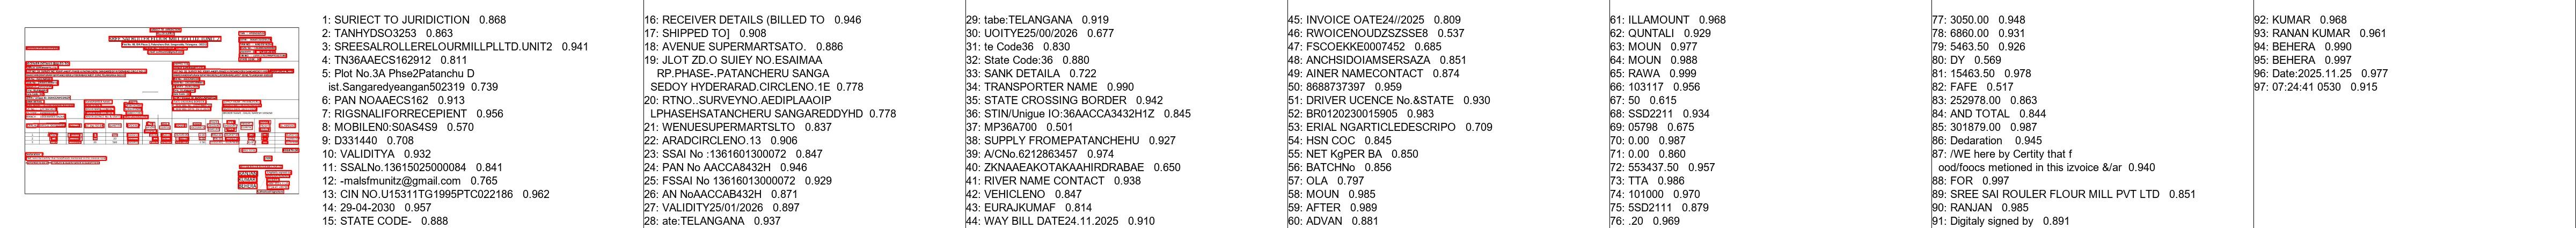 1: SURIECT TO JURIDICTION 0.868
2: TANHYDSO3253 0.863
3: SREESALROLLERELOURMILLPLLTD.UNIT2 0.941
4: TN36AAECS162912 0.811
5: Plot No.3A Phse2Patanchu D
ist.Sangaredyeangan502319 0.739
6: PAN NOAAECS162 0.913
7: RIGSNALIFORRECEPIENT 0.956
8: MOBILEN0:S0AS4S9 0.570
9: D331440 0.708
10: VALIDITYA 0.932
11: SSALNo.13615025000084 0.841
12: -malsfmunitz@gmail.com 0.765
13: CIN NO.U15311TG1995PTC022186 0.962
14: 29-04-2030 0.957
15: STATE CODE- 0.888
16: RECEIVER DETAILS (BILLED TO 0.946
17: SHIPPED TO] 0.908
18: AVENUE SUPERMARTSATO. 0.886
19: JLOT ZD.O SUIEY NO.ESAIMAA
RP.PHASE-.PATANCHERU SANGA
SEDOY HYDERARAD.CIRCLENO.1E 0.778
20: RTNO..SURVEYNO.AEDIPLAAOIP
LPHASEHSATANCHERU SANGAREDDYHD 0.778
21: WENUESUPERMARTSLTO 0.837
22: ARADCIRCLENO.13 0.906
23: SSAI No :1361601300072 0.847
24: PAN No AACCA8432H 0.946
25: FSSAI No 13616013000072 0.929
26: AN NoAACCAB432H 0.871
27: VALIDITY25/01/2026 0.897
28: ate:TELANGANA 0.937
29: tabe:TELANGANA 0.919
30: UOITYE25/00/2026 0.677
31: te Code36 0.830
32: State Code:36 0.880
33: SANK DETAILA 0.722
34: TRANSPORTER NAME 0.990
35: STATE CROSSING BORDER 0.942
36: STIN/Unigue IO:36AACCA3432H1Z 0.845
37: MP36A700 0.501
38: SUPPLY FROMEPATANCHEHU 0.927
39: A/CNo.6212863457 0.974
40: ZKNAAEAKOTAKAAHIRDRABAE 0.650
41: RIVER NAME CONTACT 0.938
42: VEHICLENO 0.847
43: EURAJKUMAF 0.814
44: WAY BILL DATE24.11.2025 0.910
45: INVOICE OATE24//2025 0.809
46: RWOICENOUDZSZSSE8 0.537
47: FSCOEKKE0007452 0.685
48: ANCHSIDOIAMSERSAZA 0.851
49: AINER NAMECONTACT 0.874
50: 8688737397 0.959
51: DRIVER UCENCE No.&STATE 0.930
52: BR0120230015905 0.983
53: ERIAL NGARTICLEDESCRIPO 0.709
54: HSN COC 0.845
55: NET KgPER BA 0.850
56: BATCHNo 0.856
57: OLA 0.797
58: MOUN 0.985
59: AFTER 0.989
60: ADVAN 0.881
61: ILLAMOUNT 0.968
62: QUNTALI 0.929
63: MOUN 0.977
64: MOUN 0.988
65: RAWA 0.999
66: 103117 0.956
67: 50 0.615
68: SSD2211 0.934
69: 05798 0.675
70: 0.00 0.987
71: 0.00 0.860
72: 553437.50 0.957
73: TTA 0.986
74: 101000 0.970
75: 5SD2111 0.879
76: .20 0.969
77: 3050.00 0.948
78: 6860.00 0.931
79: 5463.50 0.926
80: DY 0.569
81: 15463.50 0.978
82: FAFE 0.517
83: 252978.00 0.863
84: AND TOTAL 0.844
85: 301879.00 0.987
86: Dedaration 0.945
87: /WE here by Certity that f
ood/foocs metioned in this izvoice &/ar 0.940
88: FOR 0.997
89: SREE SAI ROULER FLOUR MILL PVT LTD 0.851
90: RANJAN 0.985
91: Digitaly signed by 0.891
92: KUMAR 0.968
93: RANAN KUMAR 0.961
94: BEHERA 0.990
95: BEHERA 0.997
96: Date:2025.11.25 0.977
97: 07:24:41 0530 0.915